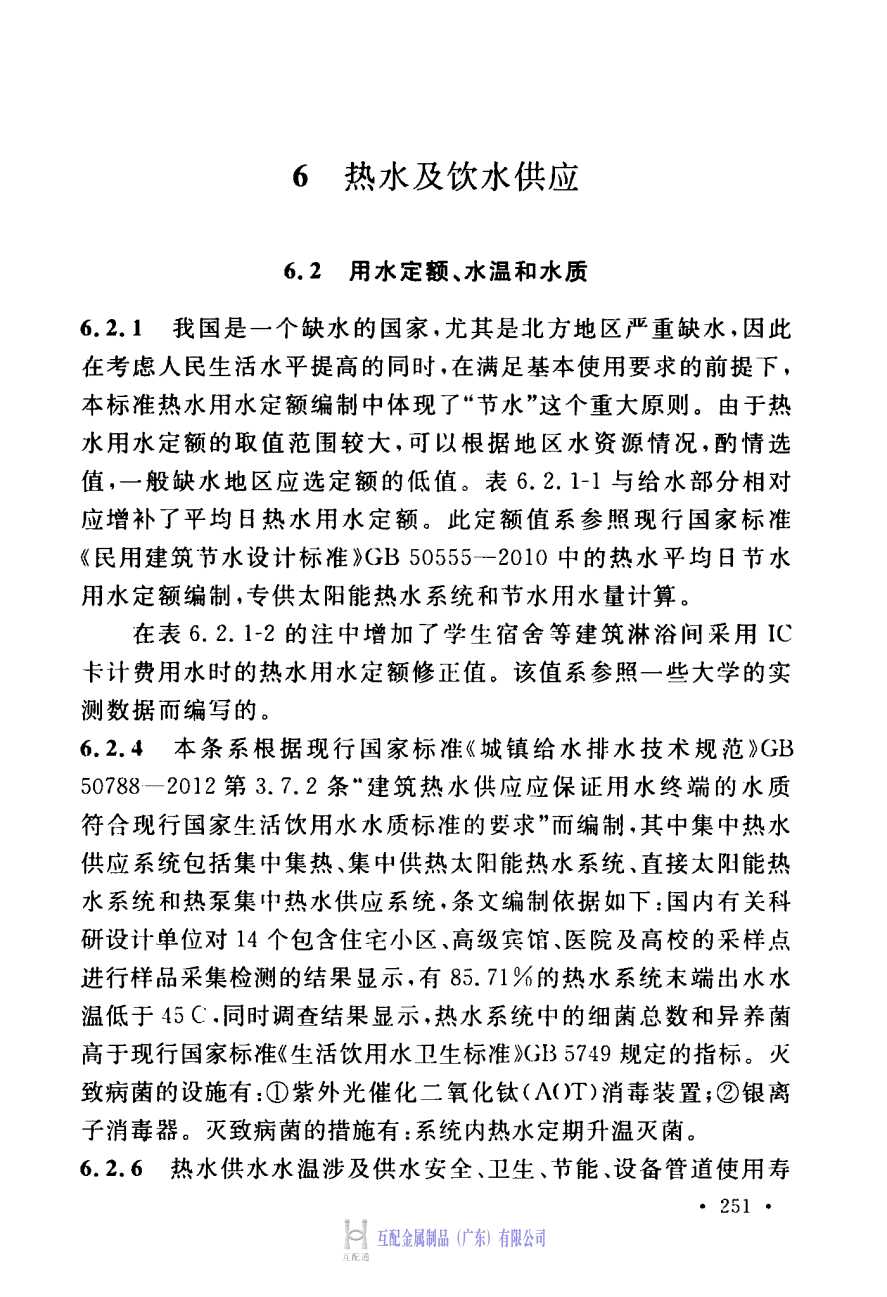 6 热水及饮水供应
6.2 用水定额、水温和水质
6.2.1 我国是一个缺水的国家,尤其是北方地区严重缺水,因此
在考虑人民生活水平提高的同时,在满足基本使用要求的前提下,
本标准热水用水定额编制中体现了“节水”这个重大原则。由于热
水用水定额的取值范围较大,可以根据地区水资源情况,酌情选
值,一般缺水地区应选定额的低值。表 6.2.1-1 与给水部分相对
应增补了平均日热水用水定额。此定额值系参照现行国家标准
《民用建筑节水设计标准》GB 50555—2010 中的热水平均日节水
用水定额编制,专供太阳能热水系统和节水用水量计算。
在表 6.2.1-2 的注中增加了学生宿舍等建筑淋浴间采用 IC
卡计费用水时的热水用水定额修正值。该值系参照一些大学的实
测数据而编写的。
6.2.4 本条系根据现行国家标准《城镇给水排水技术规范》GB
50788—2012 第 3.7.2 条“建筑热水供应应保证用水终端的水质
符合现行国家生活饮用水水质标准的要求”而编制,其中集中热水
供应系统包括集中集热、集中供热太阳能热水系统、直接太阳能热
水系统和热泵集中热水供应系统,条文编制依据如下:国内有关科
研设计单位对 14 个包含住宅小区、高级宾馆、医院及高校的采样点
进行样品采集检测的结果显示,有 85.71%的热水系统末端出水水
温低于 45℃,同时调查结果显示,热水系统中的细菌总数和异养菌
高于现行国家标准《生活饮用水卫生标准》GB 5749 规定的指标。灭
致病菌的设施有:①紫外光催化二氧化钛(AOT)消毒装置;②银离
子消毒器。灭致病菌的措施有:系统内热水定期升温灭菌。
6.2.6 热水供水水温涉及供水安全、卫生、节能、设备管道使用寿
• 251 •
互配金属制品(广东)有限公司
互配通